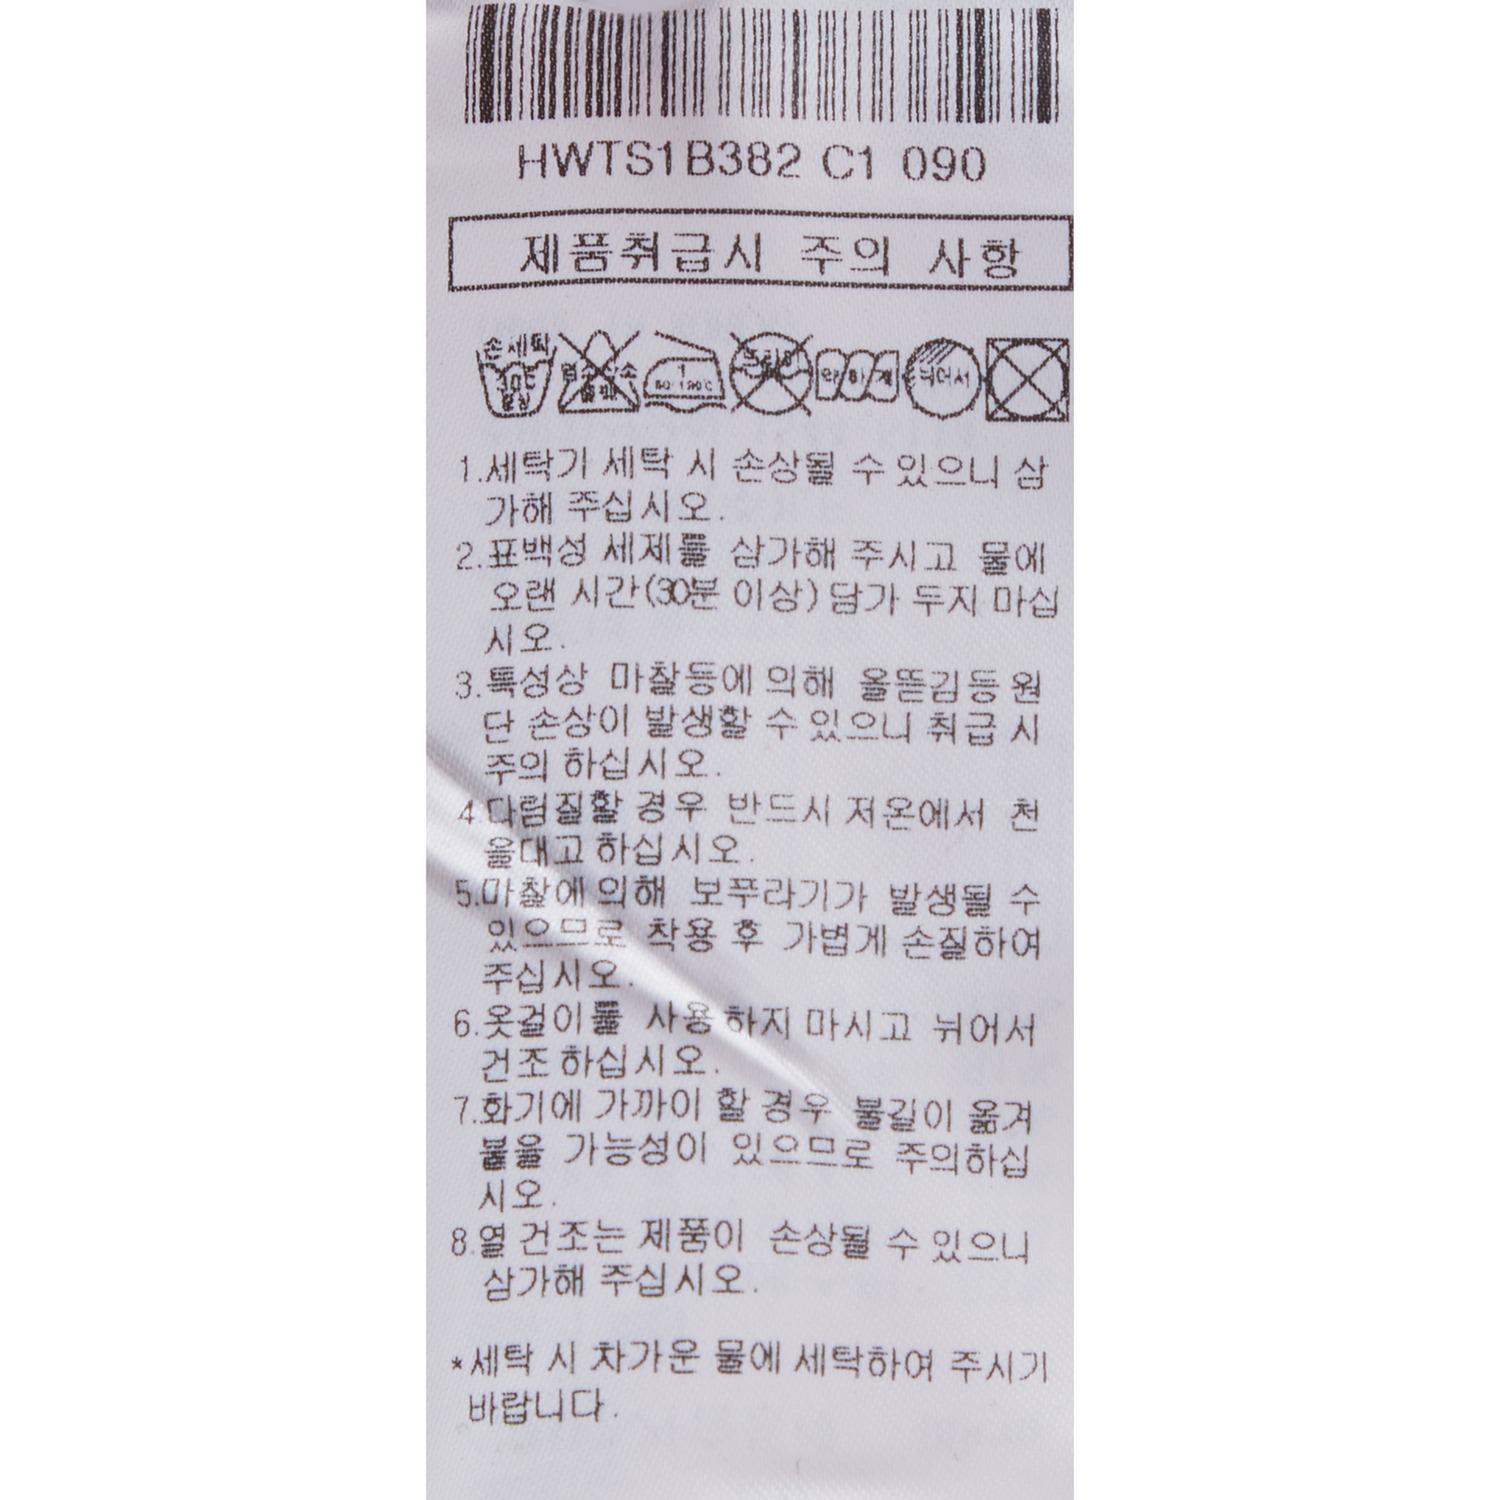 HWTS1B382 C1 090
제품취급시 주의 사항
손세탁 약하게 뉘어서
30℃
중성
1.세탁기 세탁 시 손상될 수 있으니 삼
가해 주십시오.
2.표백성 세제를 삼가해 주시고 물에
오랜 시간(30분 이상) 담가 두지 마십
시오.
3.특성상 마찰등에 의해 올뜯김등 원
단 손상이 발생할 수 있으니 취급 시
주의 하십시오.
4.다림질할 경우 반드시 저온에서 천
을대고 하십시오.
5.마찰에 의해 보푸라기가 발생될 수
있으므로 착용 후 가볍게 손질하여
주십시오.
6.옷걸이를 사용하지 마시고 뉘어서
건조 하십시오.
7.화기에 가까이 할 경우 불길이 옮겨
붙을 가능성이 있으므로 주의하십
시오.
8.열 건조는 제품이 손상될 수 있으니
삼가해 주십시오.
*세탁 시 차가운 물에 세탁하여 주시기
바랍니다.